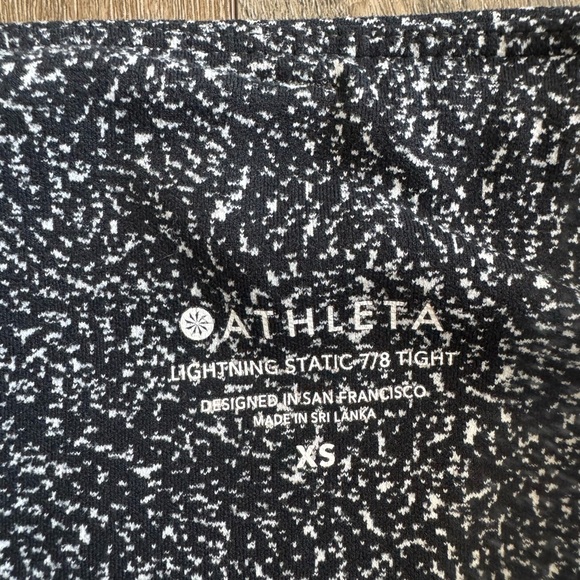 ATHLETA
LIGHTNING STATIC 7/8 TIGHT
DESIGNED IN SAN FRANCISCO
MADE IN SRI LANKA
XS